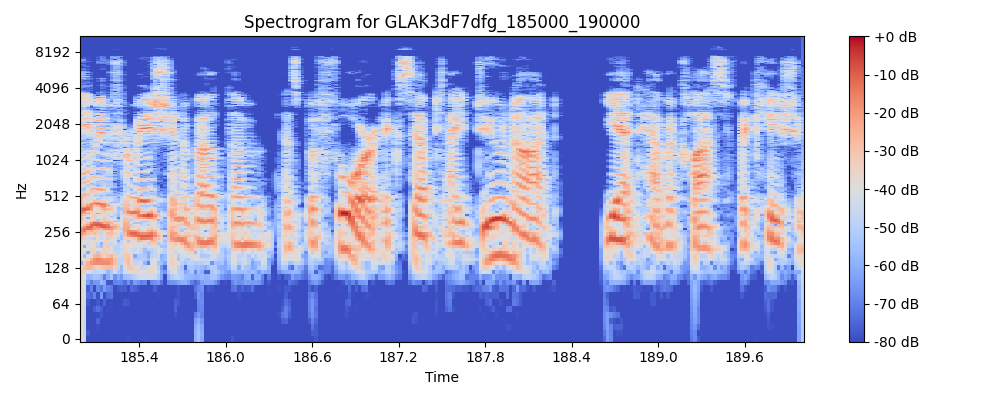 Spectrogram for GLAK3dF7dfg_185000_190000
8192
4096
2048
1024
512
256
128
64
0
Hz
185.4 186.0 186.6 187.2 187.8 188.4 189.0 189.6
Time
+0 dB
-10 dB
-20 dB
-30 dB
-40 dB
-50 dB
-60 dB
-70 dB
-80 dB